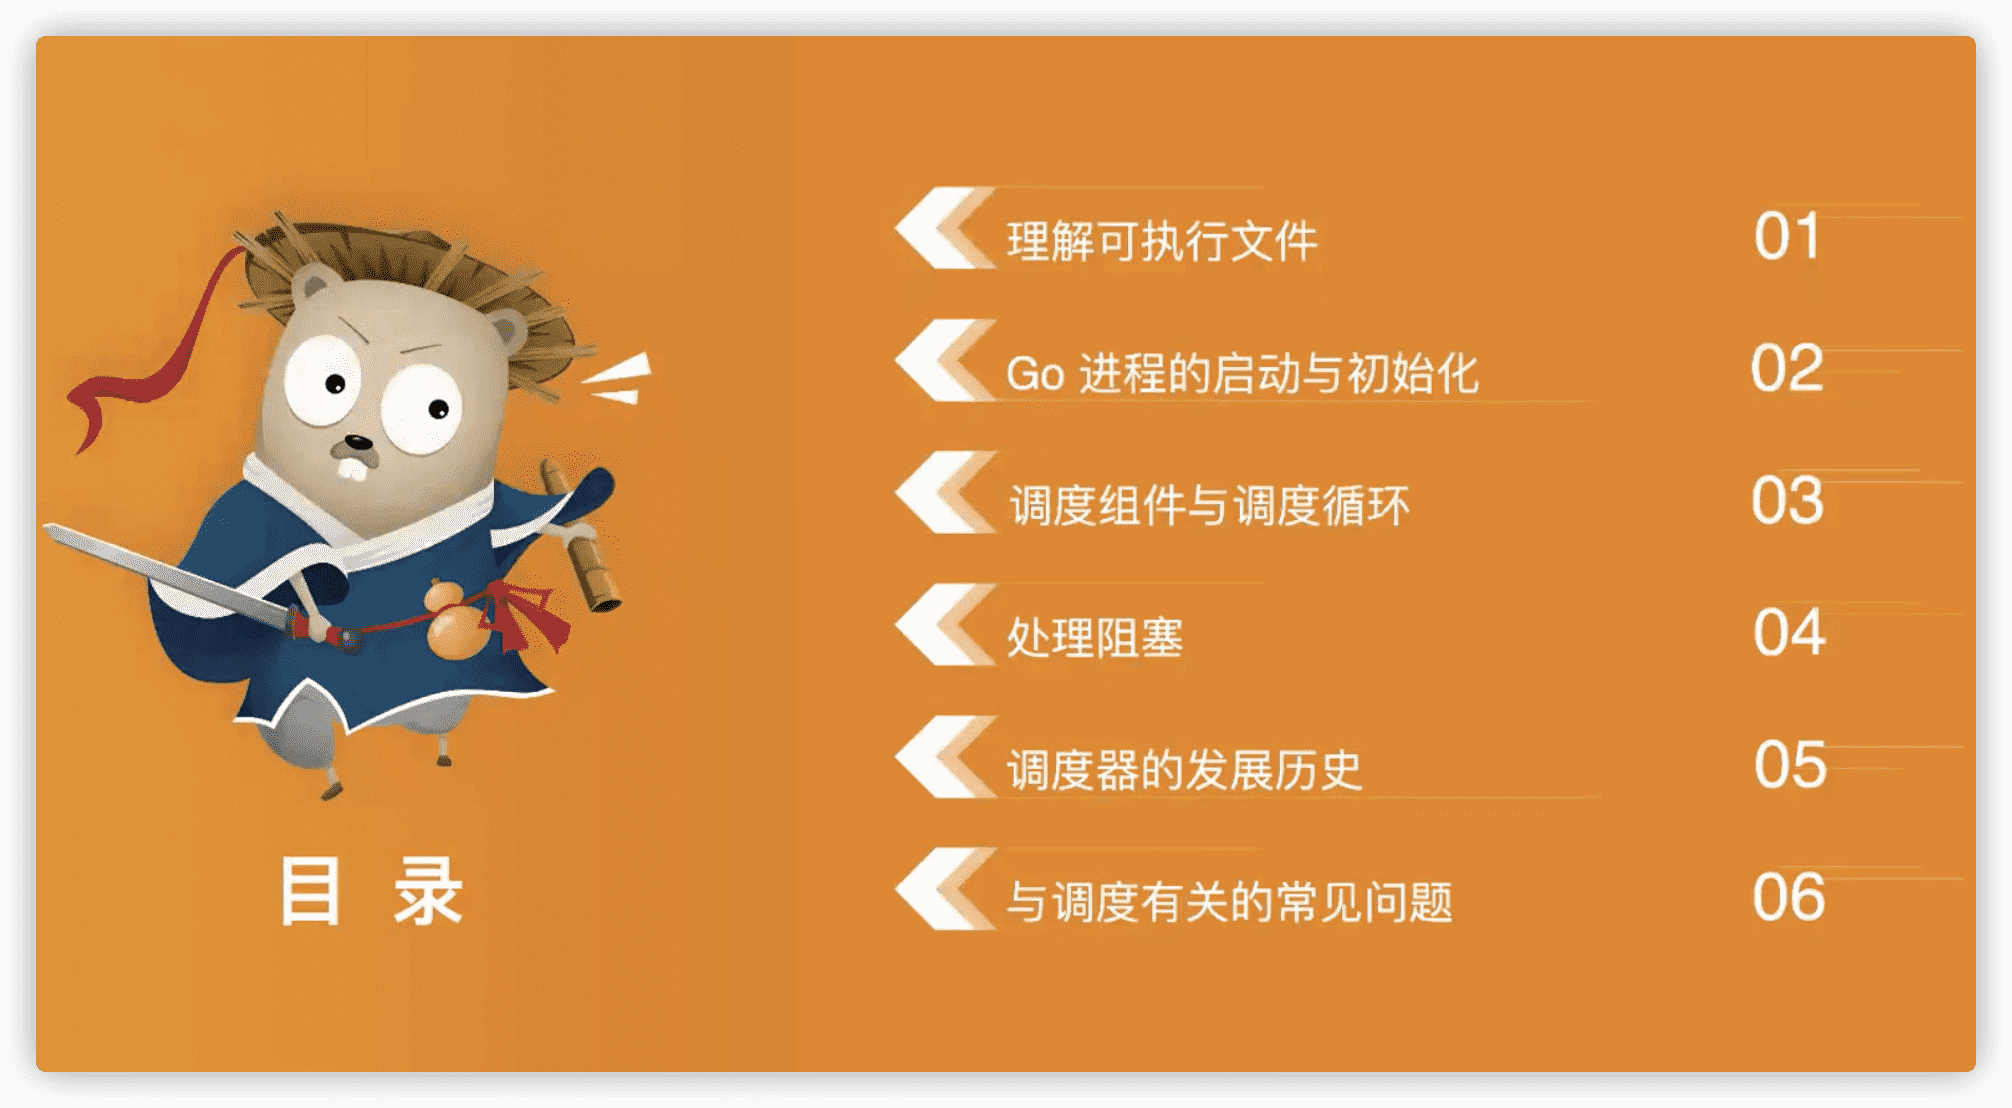 目 录
理解可执行文件 01
Go 进程的启动与初始化 02
调度组件与调度循环 03
处理阻塞 04
调度器的发展历史 05
与调度有关的常见问题 06